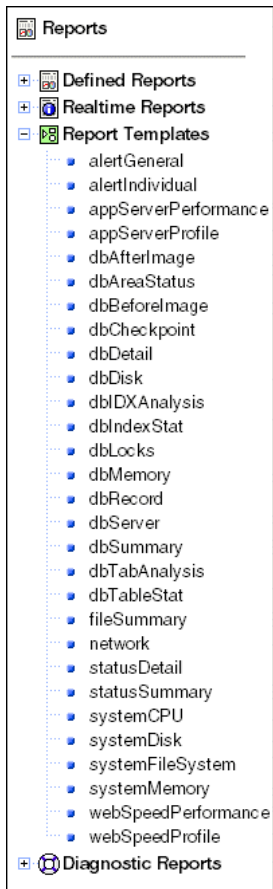 Reports
Defined Reports
Realtime Reports
Report Templates
alertGeneral
alertIndividual
appServerPerformance
appServerProfile
dbAfterImage
dbAreaStatus
dbBeforeImage
dbCheckpoint
dbDetail
dbDisk
dbIDXAnalysis
dbIndexStat
dbLocks
dbMemory
dbRecord
dbServer
dbSummary
dbTabAnalysis
dbTableStat
fileSummary
network
statusDetail
statusSummary
systemCPU
systemDisk
systemFileSystem
systemMemory
webSpeedPerformance
webSpeedProfile
Diagnostic Reports